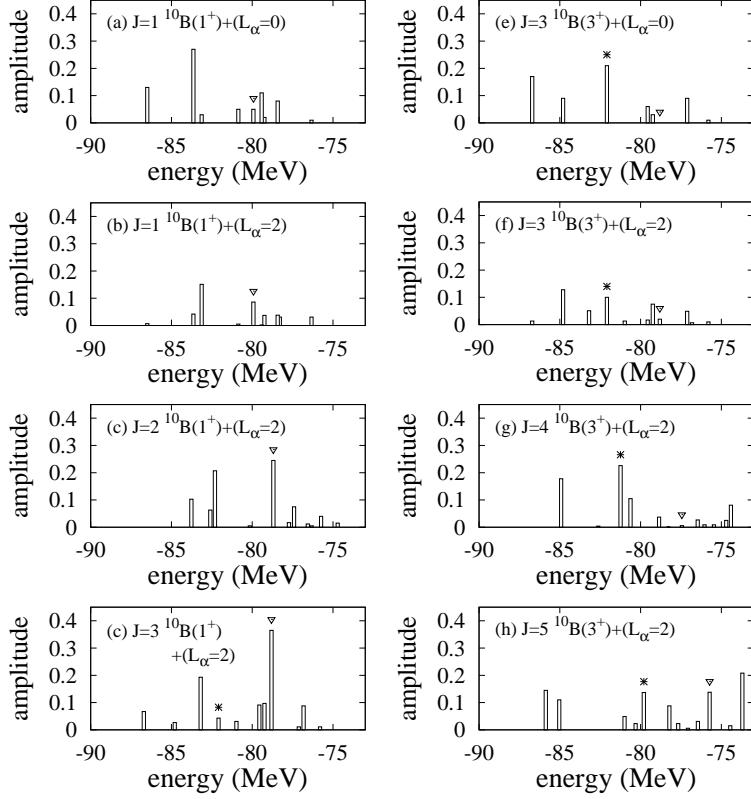 amplitude
0.4
0.3
0.2
0.1
0
(a) J=1 ¹⁰B(1⁺)+(L_α=0)
-90 -85 -80 -75
energy (MeV)
amplitude
0.4
0.3
0.2
0.1
0
(e) J=3 ¹⁰B(3⁺)+(L_α=0)
-90 -85 -80 -75
energy (MeV)
amplitude
0.4
0.3
0.2
0.1
0
(b) J=1 ¹⁰B(1⁺)+(L_α=2)
-90 -85 -80 -75
energy (MeV)
amplitude
0.4
0.3
0.2
0.1
0
(f) J=3 ¹⁰B(3⁺)+(L_α=2)
-90 -85 -80 -75
energy (MeV)
amplitude
0.4
0.3
0.2
0.1
0
(c) J=2 ¹⁰B(1⁺)+(L_α=2)
-90 -85 -80 -75
energy (MeV)
amplitude
0.4
0.3
0.2
0.1
0
(g) J=4 ¹⁰B(3⁺)+(L_α=2)
-90 -85 -80 -75
energy (MeV)
amplitude
0.4
0.3
0.2
0.1
0
(c) J=3 ¹⁰B(1⁺)
+(L_α=2)
-90 -85 -80 -75
energy (MeV)
amplitude
0.4
0.3
0.2
0.1
0
(h) J=5 ¹⁰B(3⁺)+(L_α=2)
-90 -85 -80 -75
energy (MeV)